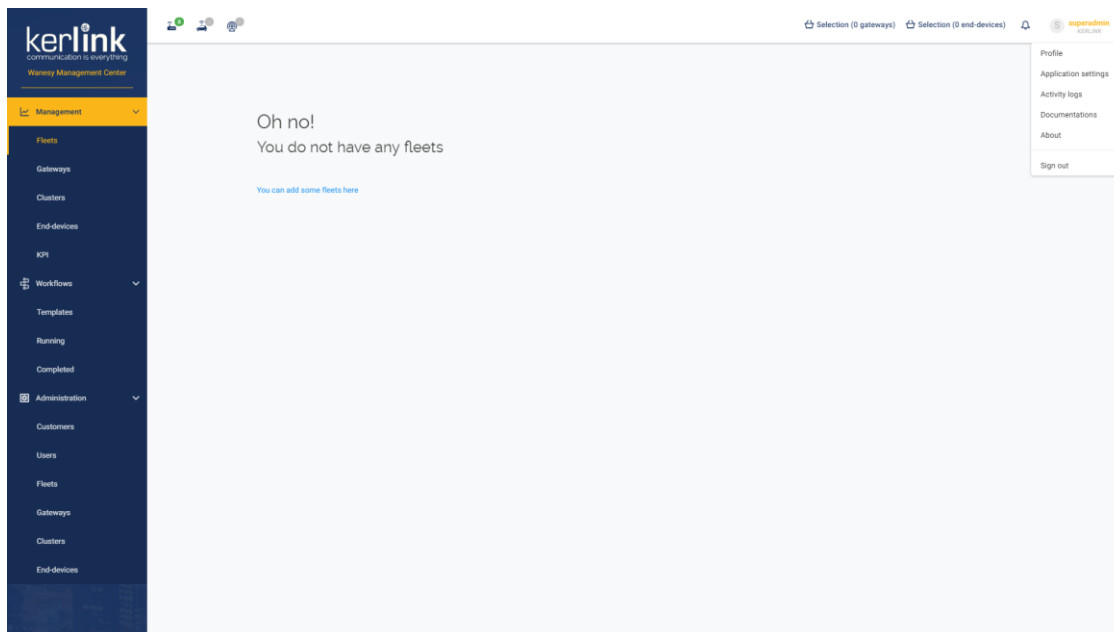 kerlink
communication is everything
Wanesy Management Center
Management
Fleets
Gateways
Clusters
End-devices
KPI
Workflows
Templates
Running
Completed
Administration
Customers
Users
Fleets
Gateways
Clusters
End-devices
Selection (0 gateways)
Selection (0 end-devices)
S
superadmin
KERLINK
Profile
Application settings
Activity logs
Documentations
About
Sign out
Oh no!
You do not have any fleets
You can add some fleets here